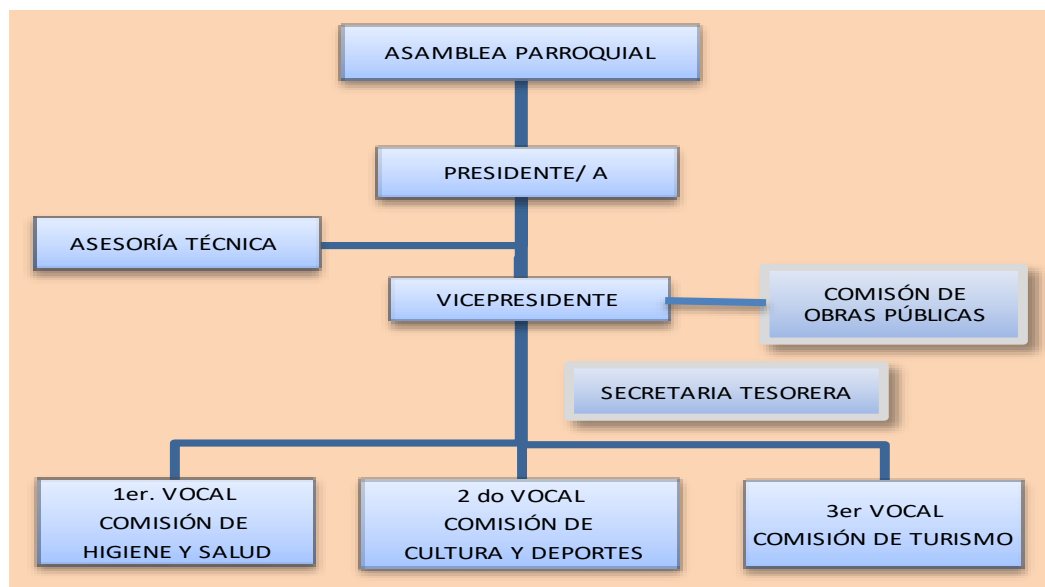 ASAMBLEA PARROQUIAL
PRESIDENTE/ A
ASESORÍA TÉCNICA
VICEPRESIDENTE
COMISÓN DE
OBRAS PÚBLICAS
SECRETARIA TESORERA
1er. VOCAL
COMISIÓN DE
HIGIENE Y SALUD
2 do VOCAL
COMISIÓN DE
CULTURA Y DEPORTES
3er VOCAL
COMISIÓN DE TURISMO